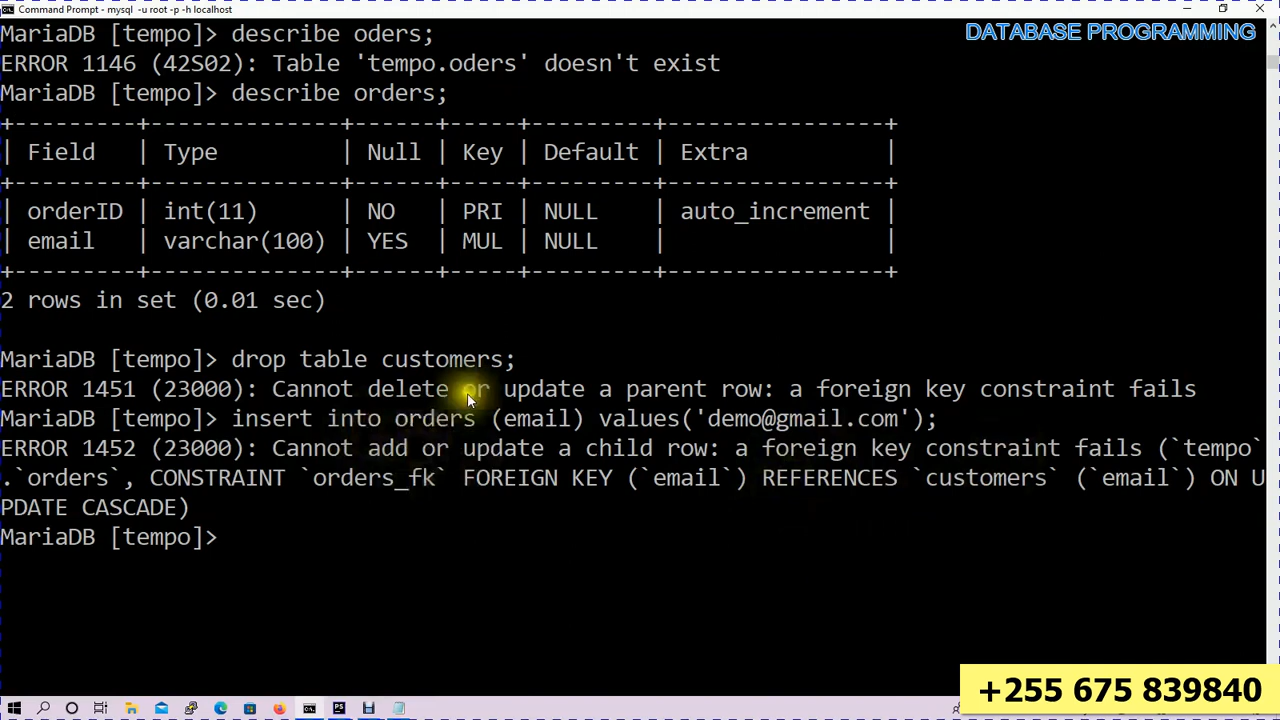 Command Prompt - mysql -u root -p -h localhost
DATABASE PROGRAMMING
MariaDB [tempo]> describe oders;
ERROR 1146 (42S02): Table 'tempo.oders' doesn't exist
MariaDB [tempo]> describe orders;
+---------+--------------+------+-----+---------+----------------+
| Field   | Type         | Null | Key | Default | Extra          |
+---------+--------------+------+-----+---------+----------------+
| orderID | int(11)      | NO   | PRI | NULL    | auto_increment |
| email   | varchar(100) | YES  | MUL | NULL    |                |
+---------+--------------+------+-----+---------+----------------+
2 rows in set (0.01 sec)
MariaDB [tempo]> drop table customers;
ERROR 1451 (23000): Cannot delete or update a parent row: a foreign key constraint fails
MariaDB [tempo]> insert into orders (email) values('demo@gmail.com');
ERROR 1452 (23000): Cannot add or update a child row: a foreign key constraint fails (`tempo`
.`orders`, CONSTRAINT `orders_fk` FOREIGN KEY (`email`) REFERENCES `customers` (`email`) ON U
PDATE CASCADE)
MariaDB [tempo]>
+255 675 839840